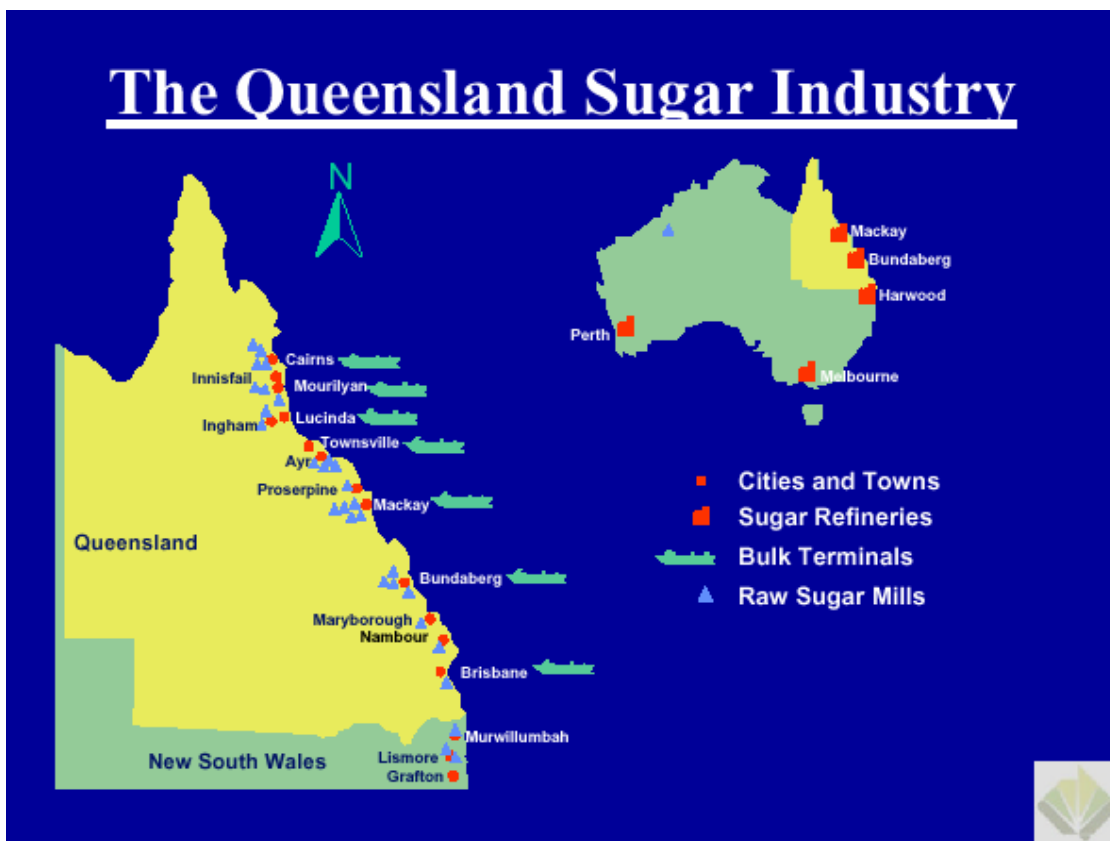 The Queensland Sugar Industry
N
Cairns
Innisfail
Mourilyan
Lucinda
Ingham
Townsville
Ayr
Proserpine
Mackay
Queensland
Bundaberg
Maryborough
Nambour
Brisbane
Murwillumbah
New South Wales
Lismore
Grafton
Mackay
Bundaberg
Harwood
Perth
Melbourne
Cities and Towns
Sugar Refineries
Bulk Terminals
Raw Sugar Mills